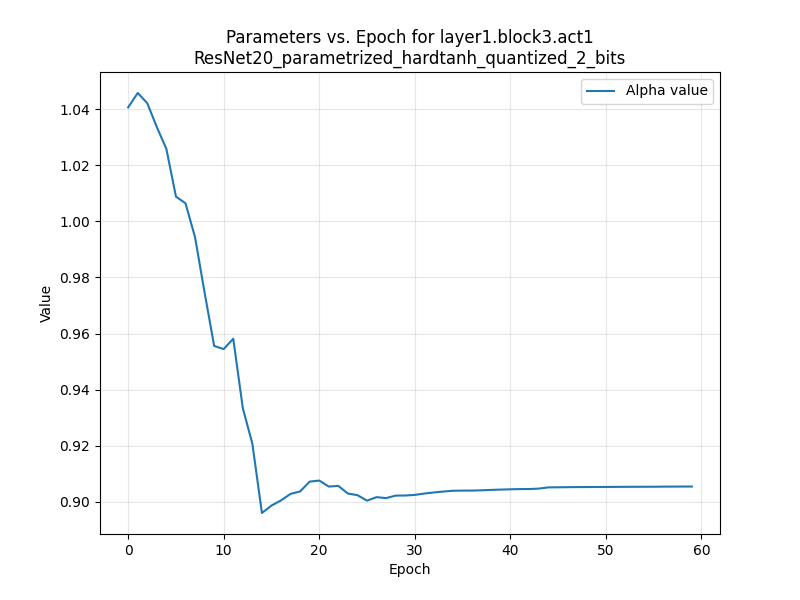 Parameters vs. Epoch for layer1.block3.act1
ResNet20_parametrized_hardtanh_quantized_2_bits
Alpha value
1.04
1.02
1.00
0.98
0.96
0.94
0.92
0.90
Value
0 10 20 30 40 50 60
Epoch